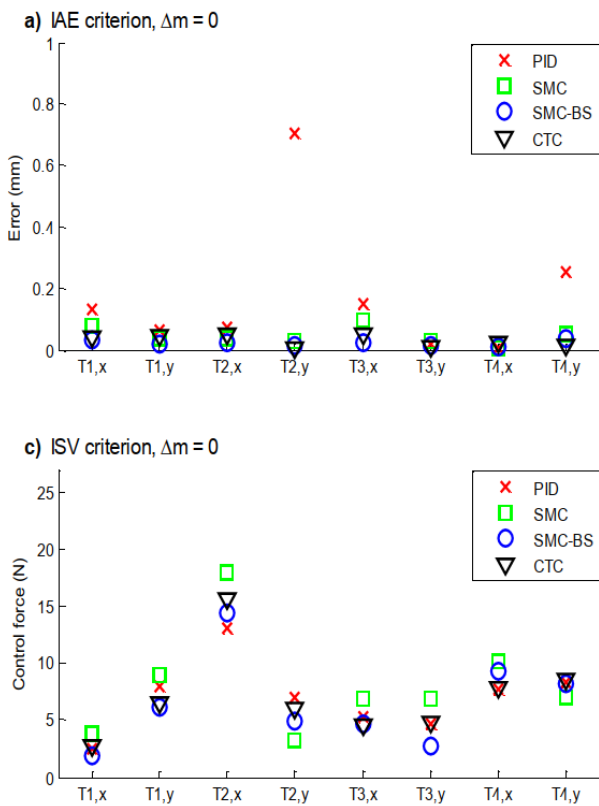 a) IAE criterion, Δm = 0
1
0.8
0.6
0.4
0.2
0
Error (mm)
PID
SMC
SMC-BS
CTC
T1,x T1,y T2,x T2,y T3,x T3,y T4,x T4,y
c) ISV criterion, Δm = 0
25
20
15
10
5
0
Control force (N)
PID
SMC
SMC-BS
CTC
T1,x T1,y T2,x T2,y T3,x T3,y T4,x T4,y